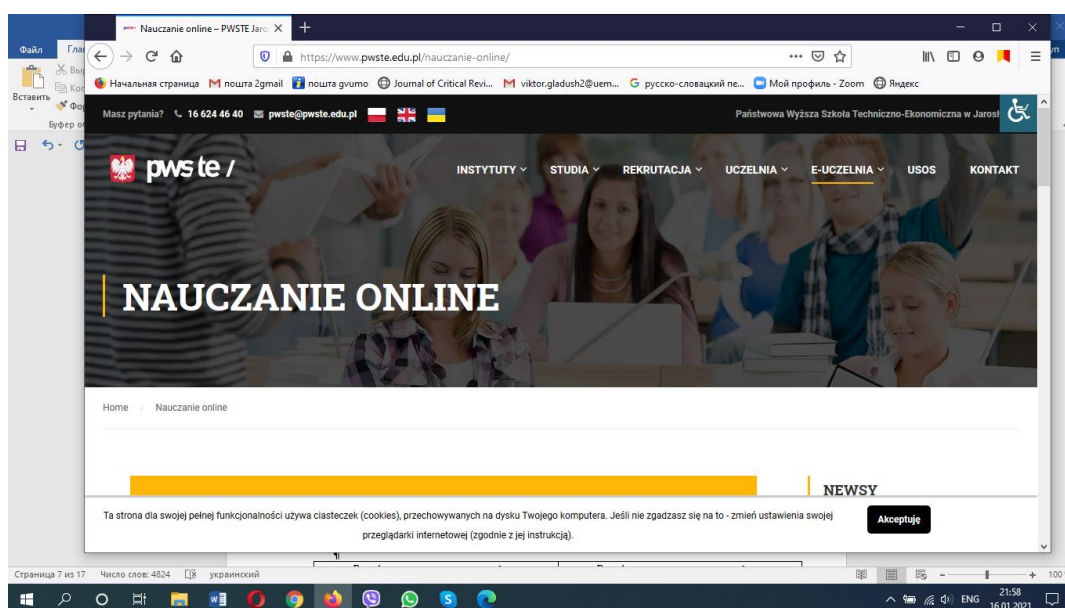 Nauczanie online – PWSTE Jaro
Файл
https://www.pwste.edu.pl/nauczanie-online/
Вставить
Начальная страница
почта 2gmail
почта gvumo
Journal of Critical Revi...
viktor.gladush2@uem...
русско-словацкий пе...
Мой профиль - Zoom
Яндекс
Masz pytania?
16 624 46 40
pwste@pwste.edu.pl
Państwowa Wyższa Szkoła Techniczno-Ekonomiczna w
pwste /
INSTYTUTY
STUDIA
REKRUTACJA
UCZELNIA
E-UCZELNIA
USOS
KONTAKT
NAUCZANIE ONLINE
Home
Nauczanie online
NEWSY
Ta strona dla swojej pełnej funkcjonalności używa ciasteczek (cookies), przechowywanych na dysku Twojego komputera. Jeśli nie zgadzasz się na to - zmień ustawienia swojej
przeglądarki internetowej (zgodnie z jej instrukcją).
Akceptuję
Страница 7 из 17
Число слов: 4824
украинский
100
ENG
21:58
16.01.2021